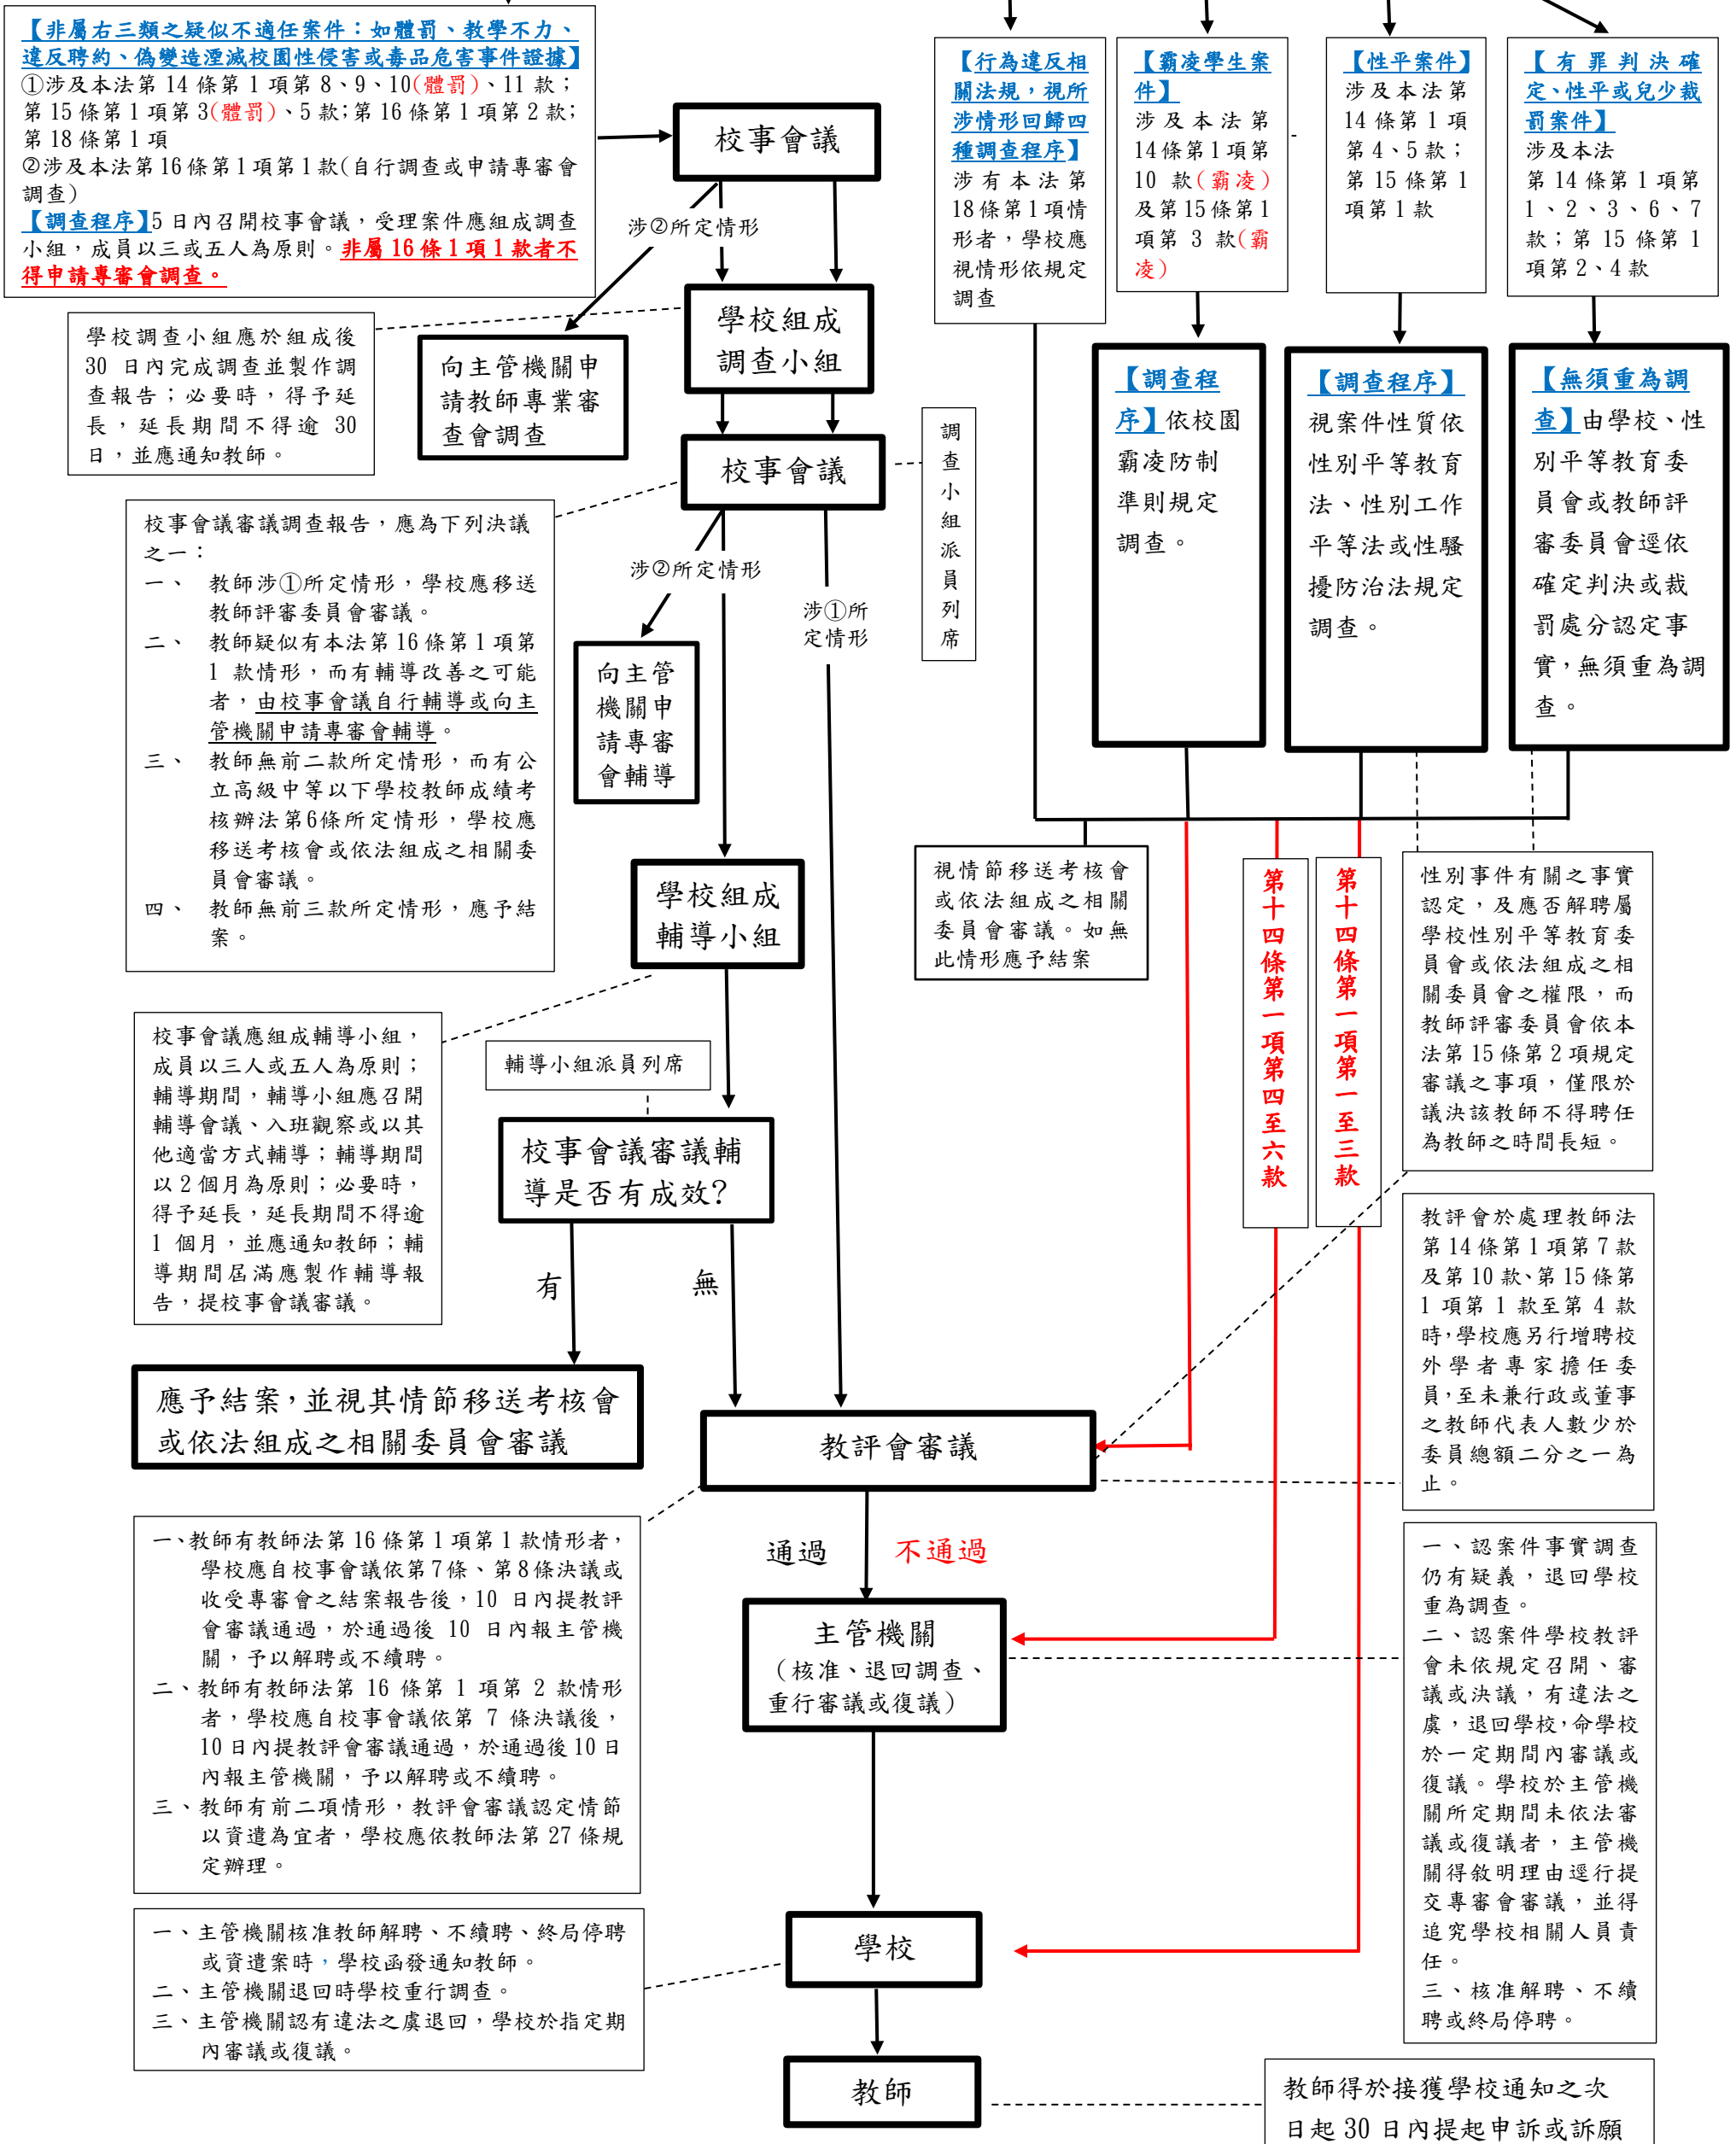 【非屬右三類之疑似不適任案件：如體罰、教學不力、
違反聘約、偽變造湮滅校園性侵害或毒品危害事件證據】
①涉及本法第 14 條第 1 項第 8、9、10(體罰)、11 款；
第 15 條第 1 項第 3(體罰)、5 款；第 16 條第 1 項第 2 款；
第 18 條第 1 項
②涉及本法第 16 條第 1 項第 1 款(自行調查或申請專審會
調查)
【調查程序】5 日內召開校事會議，受理案件應組成調查
小組，成員以三或五人為原則。非屬 16 條 1 項 1 款者不
得申請專審會調查。
校事會議
【行為違反相
關法規，視所
涉情形回歸四
種調查程序】
涉有本法第
18 條第 1 項情
形者，學校應
視情形依規定
調查
【霸凌學生案
件】
涉及本法第
14 條第 1 項第
10 款(霸凌)
及第 15 條第 1
項第 3 款(霸
凌)
【性平案件】
涉及本法第
14 條第 1 項
第 4、5 款；
第 15 條第 1
項第 1 款
【有罪判決確
定、性平或兒少裁
罰案件】
涉及本法
第 14 條第 1 項第
1、2、3、6、7
款；第 15 條第 1
項第 2、4 款
涉②所定情形
學校組成
調查小組
學校調查小組應於組成後
30 日內完成調查並製作調
查報告；必要時，得予延
長，延長期間不得逾 30
日，並應通知教師。
向主管機關申
請教師專業審
查會調查
校事會議
調查小組派員列席
【調查程
序】依校園
霸凌防制
準則規定
調查。
【調查程序】
視案件性質依
性別平等教育
法、性別工作
平等法或性騷
擾防治法規定
調查。
【無須重為調
查】由學校、性
別平等教育委
員會或教師評
審委員會逕依
確定判決或裁
罰處分認定事
實，無須重為調
查。
校事會議審議調查報告，應為下列決議
之一：
一、 教師涉①所定情形，學校應移送
教師評審委員會審議。
二、 教師疑似有本法第 16 條第 1 項第
1 款情形，而有輔導改善之可能
者，由校事會議自行輔導或向主
管機關申請專審會輔導。
三、 教師無前二款所定情形，而有公
立高級中等以下學校教師成績考
核辦法第6條所定情形，學校應
移送考核會或依法組成之相關委
員會審議。
四、 教師無前三款所定情形，應予結
案。
涉②所定情形
涉①所
定情形
向主管
機關申
請專審
會輔導
學校組成
輔導小組
視情節移送考核會
或依法組成之相關
委員會審議。如無
此情形應予結案
第十四條第一項第四至六款
第十四條第一項第一至三款
性別事件有關之事實
認定，及應否解聘屬
學校性別平等教育委
員會或依法組成之相
關委員會之權限，而
教師評審委員會依本
法第 15 條第 2 項規定
審議之事項，僅限於
議決該教師不得聘任
為教師之時間長短。
校事會議應組成輔導小組，
成員以三人或五人為原則；
輔導期間，輔導小組應召開
輔導會議、入班觀察或以其
他適當方式輔導；輔導期間
以 2 個月為原則；必要時，
得予延長，延長期間不得逾
1 個月，並應通知教師；輔
導期間屆滿應製作輔導報
告，提校事會議審議。
輔導小組派員列席
校事會議審議輔
導是否有成效?
有
無
教評會於處理教師法
第 14 條第 1 項第 7 款
及第 10 款、第 15 條第
1 項第 1 款至第 4 款
時，學校應另行增聘校
外學者專家擔任委
員，至未兼行政或董事
之教師代表人數少於
委員總額二分之一為
止。
應予結案，並視其情節移送考核會
或依法組成之相關委員會審議
教評會審議
通過
不通過
一、教師有教師法第 16 條第 1 項第 1 款情形者，
學校應自校事會議依第 7 條、第 8 條決議或
收受專審會之結案報告後，10 日內提教評
會審議通過，於通過後 10 日內報主管機
關，予以解聘或不續聘。
二、教師有教師法第 16 條第 1 項第 2 款情形
者，學校應自校事會議依第 7 條決議後，
10 日內提教評會審議通過，於通過後 10 日
內報主管機關，予以解聘或不續聘。
三、教師有前二項情形，教評會審議認定情節
以資遣為宜者，學校應依教師法第 27 條規
定辦理。
主管機關
（核准、退回調查、
重行審議或復議）
一、認案件事實調查
仍有疑義，退回學校
重為調查。
二、認案件學校教評
會未依規定召開、審
議或決議，有違法之
虞，退回學校，命學校
於一定期間內審議或
復議。學校於主管機
關所定期間未依法審
議或復議者，主管機
關得敘明理由逕行提
交專審會審議，並得
追究學校相關人員責
任。
三、核准解聘、不續
聘或終局停聘。
一、主管機關核准教師解聘、不續聘、終局停聘
或資遣案時，學校函發通知教師。
二、主管機關退回時學校重行調查。
三、主管機關認有違法之虞退回，學校於指定期
內審議或復議。
學校
教師
教師得於接獲學校通知之次
日起 30 日內提起申訴或訴願